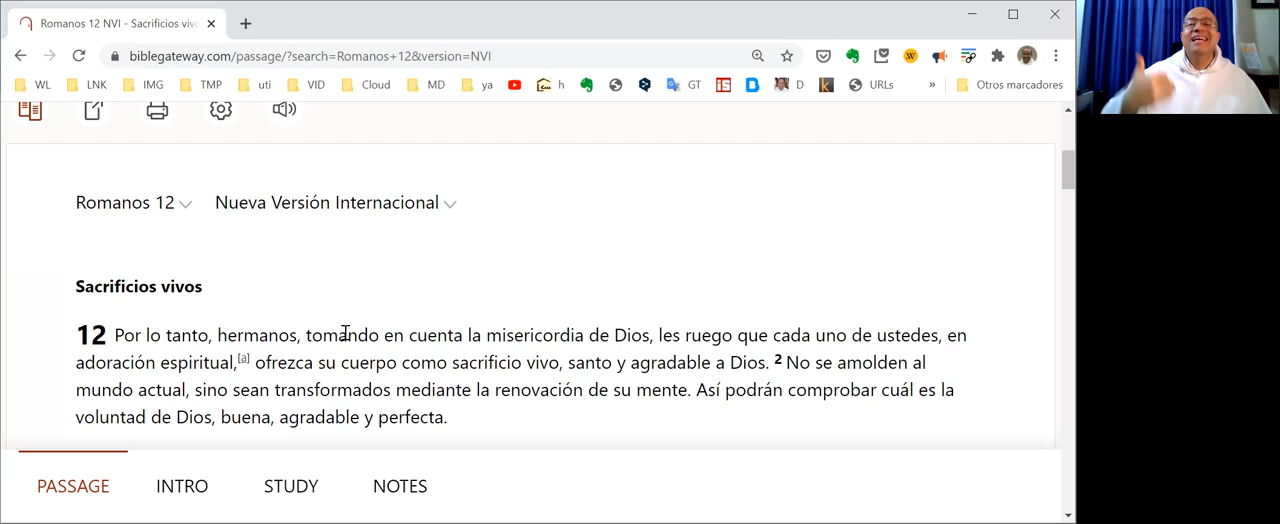 Romanos 12 NVI - Sacrificios viv
biblegateway.com/passage/?search=Romanos+12&version=NVI
WL LNK IMG TMP uti VID Cloud MD ya h GT D URLs » Otros marcadores
Romanos 12 Nueva Versión Internacional
Sacrificios vivos
12 Por lo tanto, hermanos, tomando en cuenta la misericordia de Dios, les ruego que cada uno de ustedes, en
adoración espiritual,[a] ofrezca su cuerpo como sacrificio vivo, santo y agradable a Dios. 2 No se amolden al
mundo actual, sino sean transformados mediante la renovación de su mente. Así podrán comprobar cuál es la
voluntad de Dios, buena, agradable y perfecta.
PASSAGE INTRO STUDY NOTES